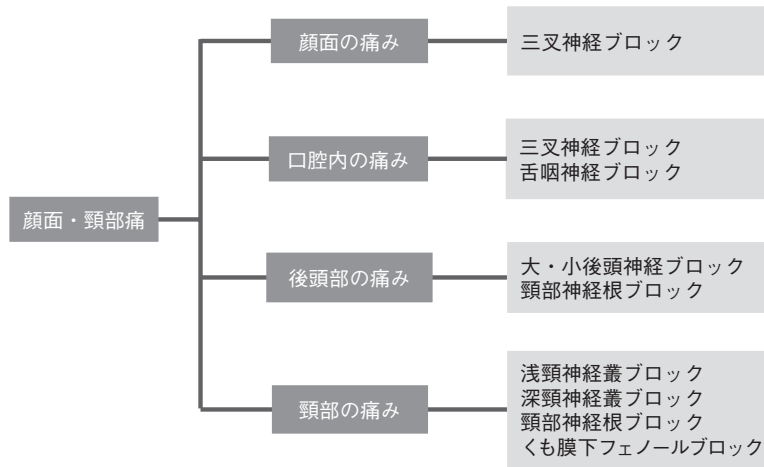 顔面・頸部痛
顔面の痛み
三叉神経ブロック
口腔内の痛み
三叉神経ブロック
舌咽神経ブロック
後頭部の痛み
大・小後頭神経ブロック
頸部神経根ブロック
頸部の痛み
浅頸神経叢ブロック
深頸神経叢ブロック
頸部神経根ブロック
くも膜下フェノールブロック